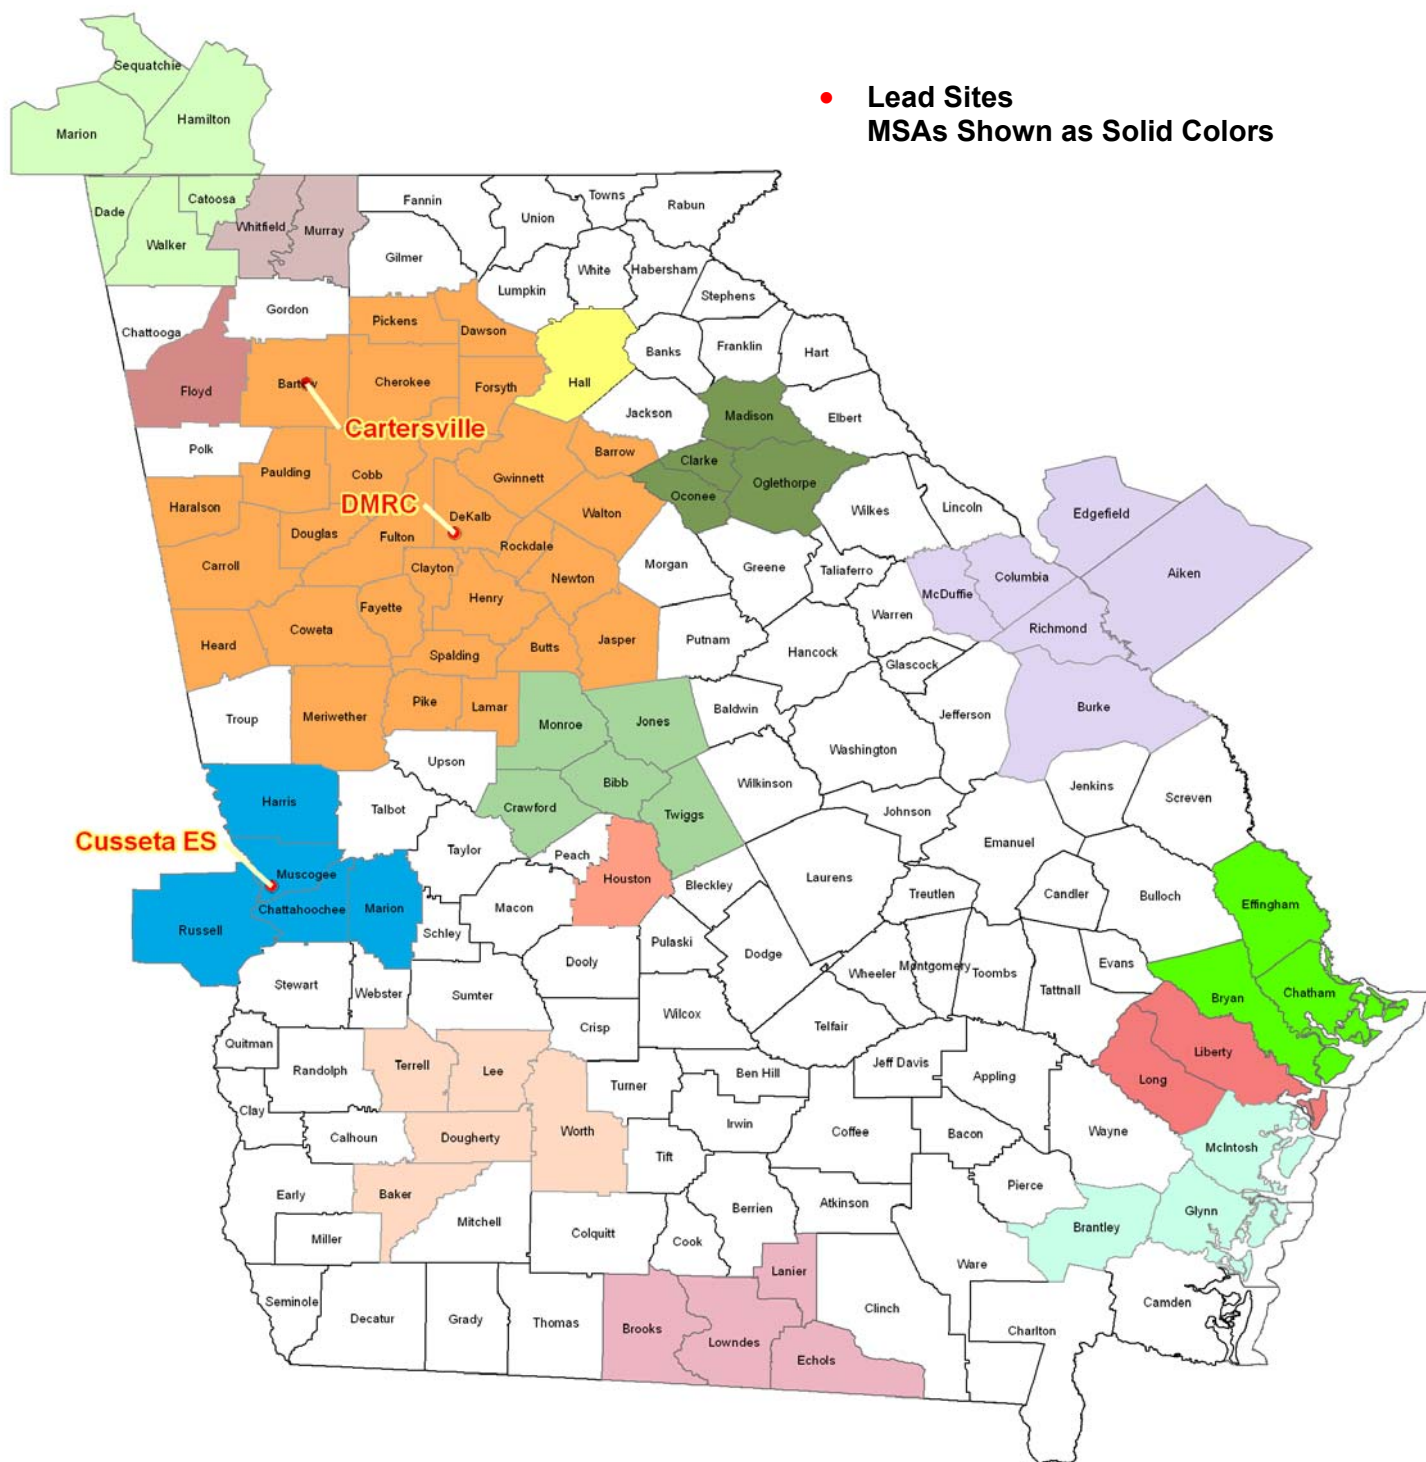 Lead Sites
MSAs Shown as Solid Colors
Sequatchie
Marion
Hamilton
Dade
Catoosa
Walker
Whitfield
Murray
Fannin
Union
Towns
Rabun
Gilmer
White
Habersham
Lumpkin
Stephens
Chattooga
Gordon
Pickens
Dawson
Banks
Franklin
Hart
Floyd
Bartow
Cherokee
Forsyth
Hall
Cartersville
Jackson
Madison
Elbert
Polk
Paulding
Cobb
Gwinnett
Barrow
Clarke
Oconee
Oglethorpe
Haralson
DMRC
DeKalb
Walton
Wilkes
Lincoln
Edgefield
Douglas
Fulton
Rockdale
Carroll
Clayton
Newton
Morgan
Greene
Taliaferro
McDuffie
Columbia
Aiken
Fayette
Henry
Coweta
Warren
Richmond
Heard
Spalding
Butts
Jasper
Putnam
Hancock
Glascock
Troup
Meriwether
Pike
Lamar
Monroe
Jones
Baldwin
Jefferson
Burke
Washington
Upson
Bibb
Wilkinson
Jenkins
Screven
Harris
Talbot
Crawford
Twiggs
Johnson
Emanuel
Cusseta ES
Taylor
Peach
Muscogee
Houston
Bleckley
Laurens
Treutlen
Candler
Bulloch
Effingham
Russell
Chattahoochee
Marion
Macon
Schley
Dooly
Pulaski
Dodge
Wheeler
Montgomery
Toombs
Tattnall
Evans
Bryan
Chatham
Stewart
Webster
Sumter
Crisp
Wilcox
Telfair
Quitman
Randolph
Terrell
Lee
Turner
Ben Hill
Jeff Davis
Appling
Liberty
Long
Clay
Calhoun
Dougherty
Worth
Irwin
Coffee
Bacon
Wayne
McIntosh
Tift
Early
Baker
Mitchell
Berrien
Atkinson
Pierce
Brantley
Glynn
Miller
Colquitt
Cook
Ware
Lanier
Seminole
Decatur
Grady
Thomas
Brooks
Lowndes
Echols
Clinch
Charlton
Camden